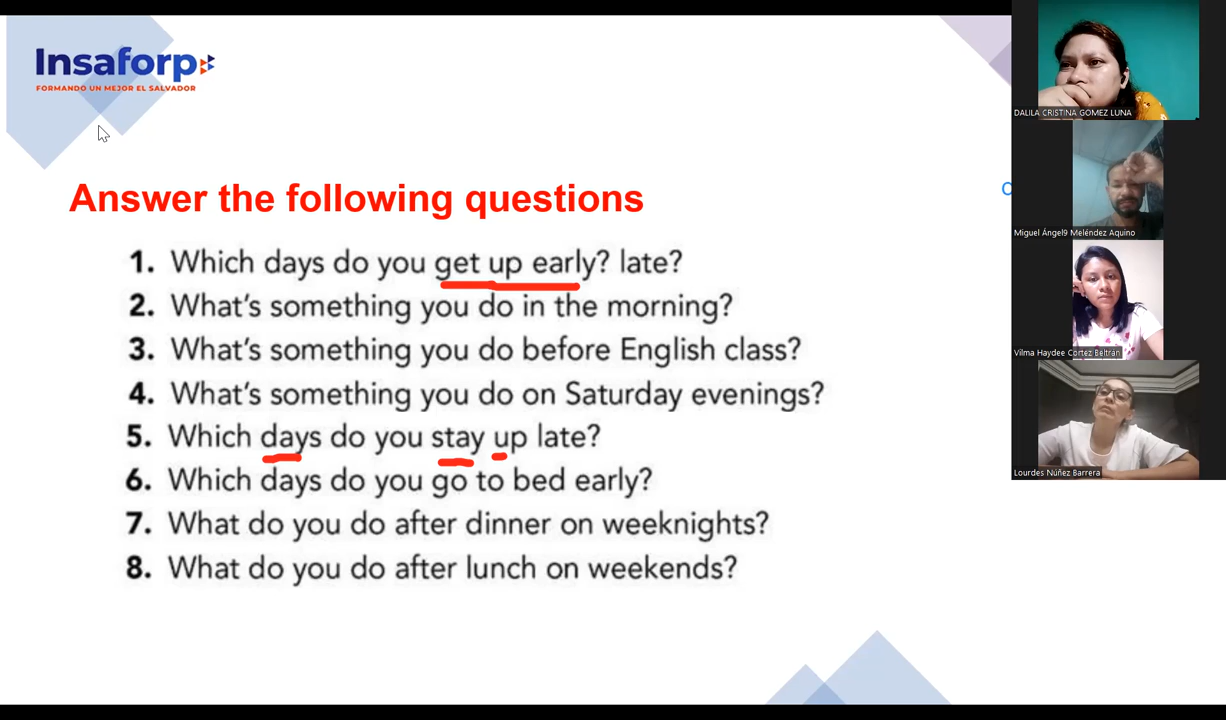 Insaforp
FORMANDO UN MEJOR EL SALVADOR
Answer the following questions
1. Which days do you get up early? late?
2. What's something you do in the morning?
3. What's something you do before English class?
4. What's something you do on Saturday evenings?
5. Which days do you stay up late?
6. Which days do you go to bed early?
7. What do you do after dinner on weeknights?
8. What do you do after lunch on weekends?
DALILA CRISTINA GOMEZ LUNA
Miguel Ángel9 Meléndez Aquino
Vilma Haydee Cortez Beltrán
Lourdes Núñez Barrera